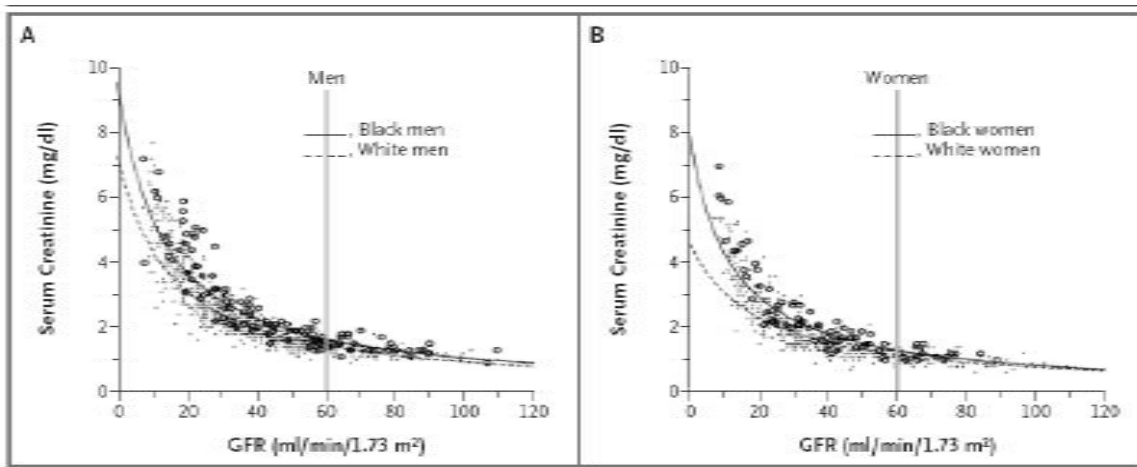 A
Men
Black men
White men
Serum Creatinine (mg/dl)
10
8
6
4
2
0
0 20 40 60 80 100 120
GFR (ml/min/1.73 m²)
B
Women
Black women
White women
Serum Creatinine (mg/dl)
10
8
6
4
2
0
0 20 40 60 80 100 120
GFR (ml/min/1.73 m²)